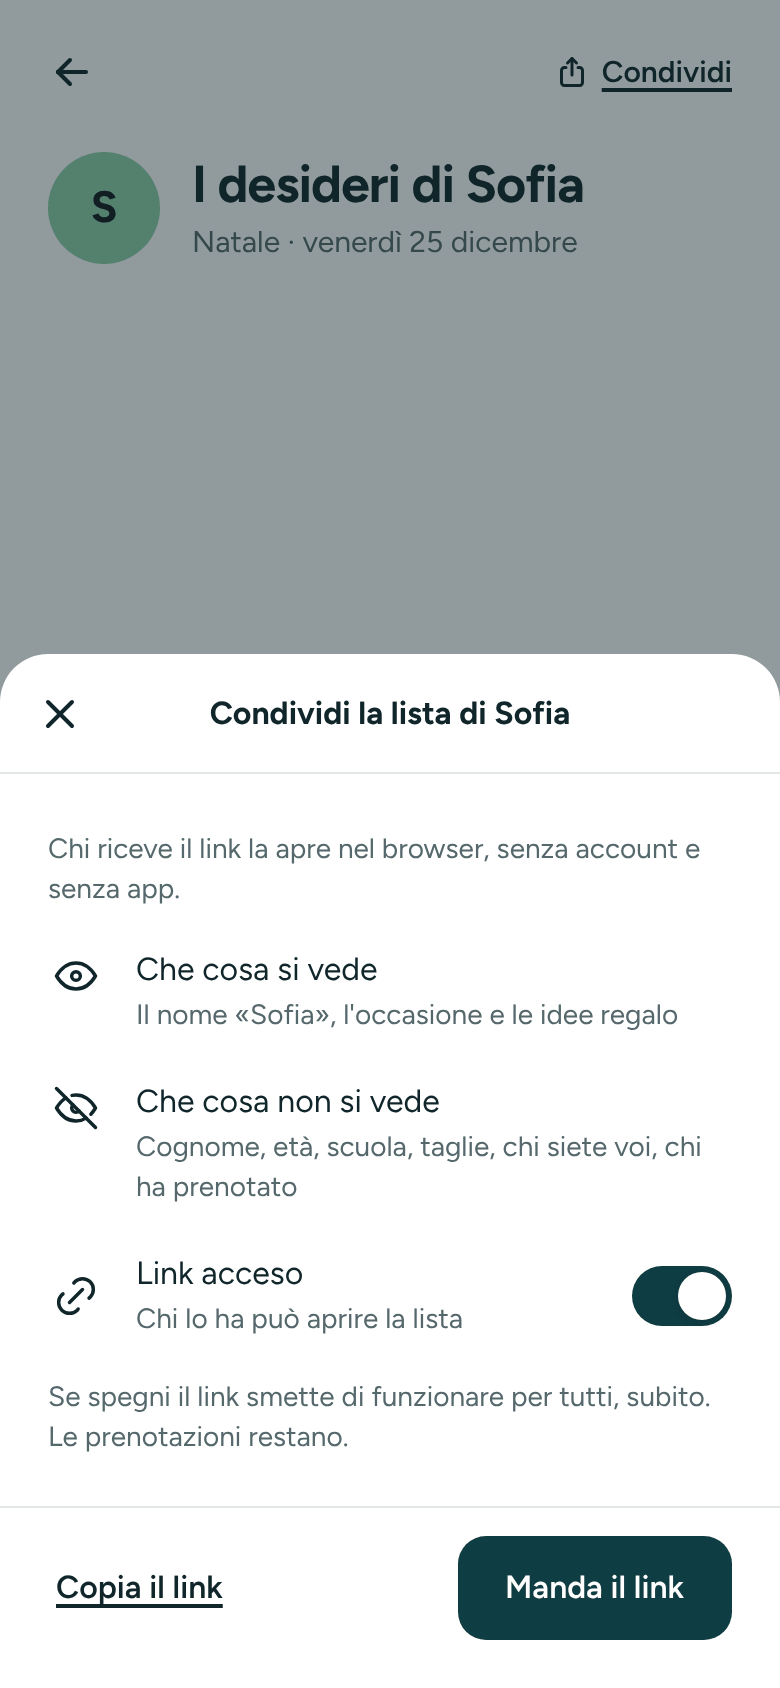 Condividi
S
I desideri di Sofia
Natale · venerdì 25 dicembre
Condividi la lista di Sofia
Chi riceve il link la apre nel browser, senza account e
senza app.
Che cosa si vede
Il nome «Sofia», l'occasione e le idee regalo
Che cosa non si vede
Cognome, età, scuola, taglie, chi siete voi, chi
ha prenotato
Link acceso
Chi lo ha può aprire la lista
Se spegni il link smette di funzionare per tutti, subito.
Le prenotazioni restano.
Copia il link
Manda il link